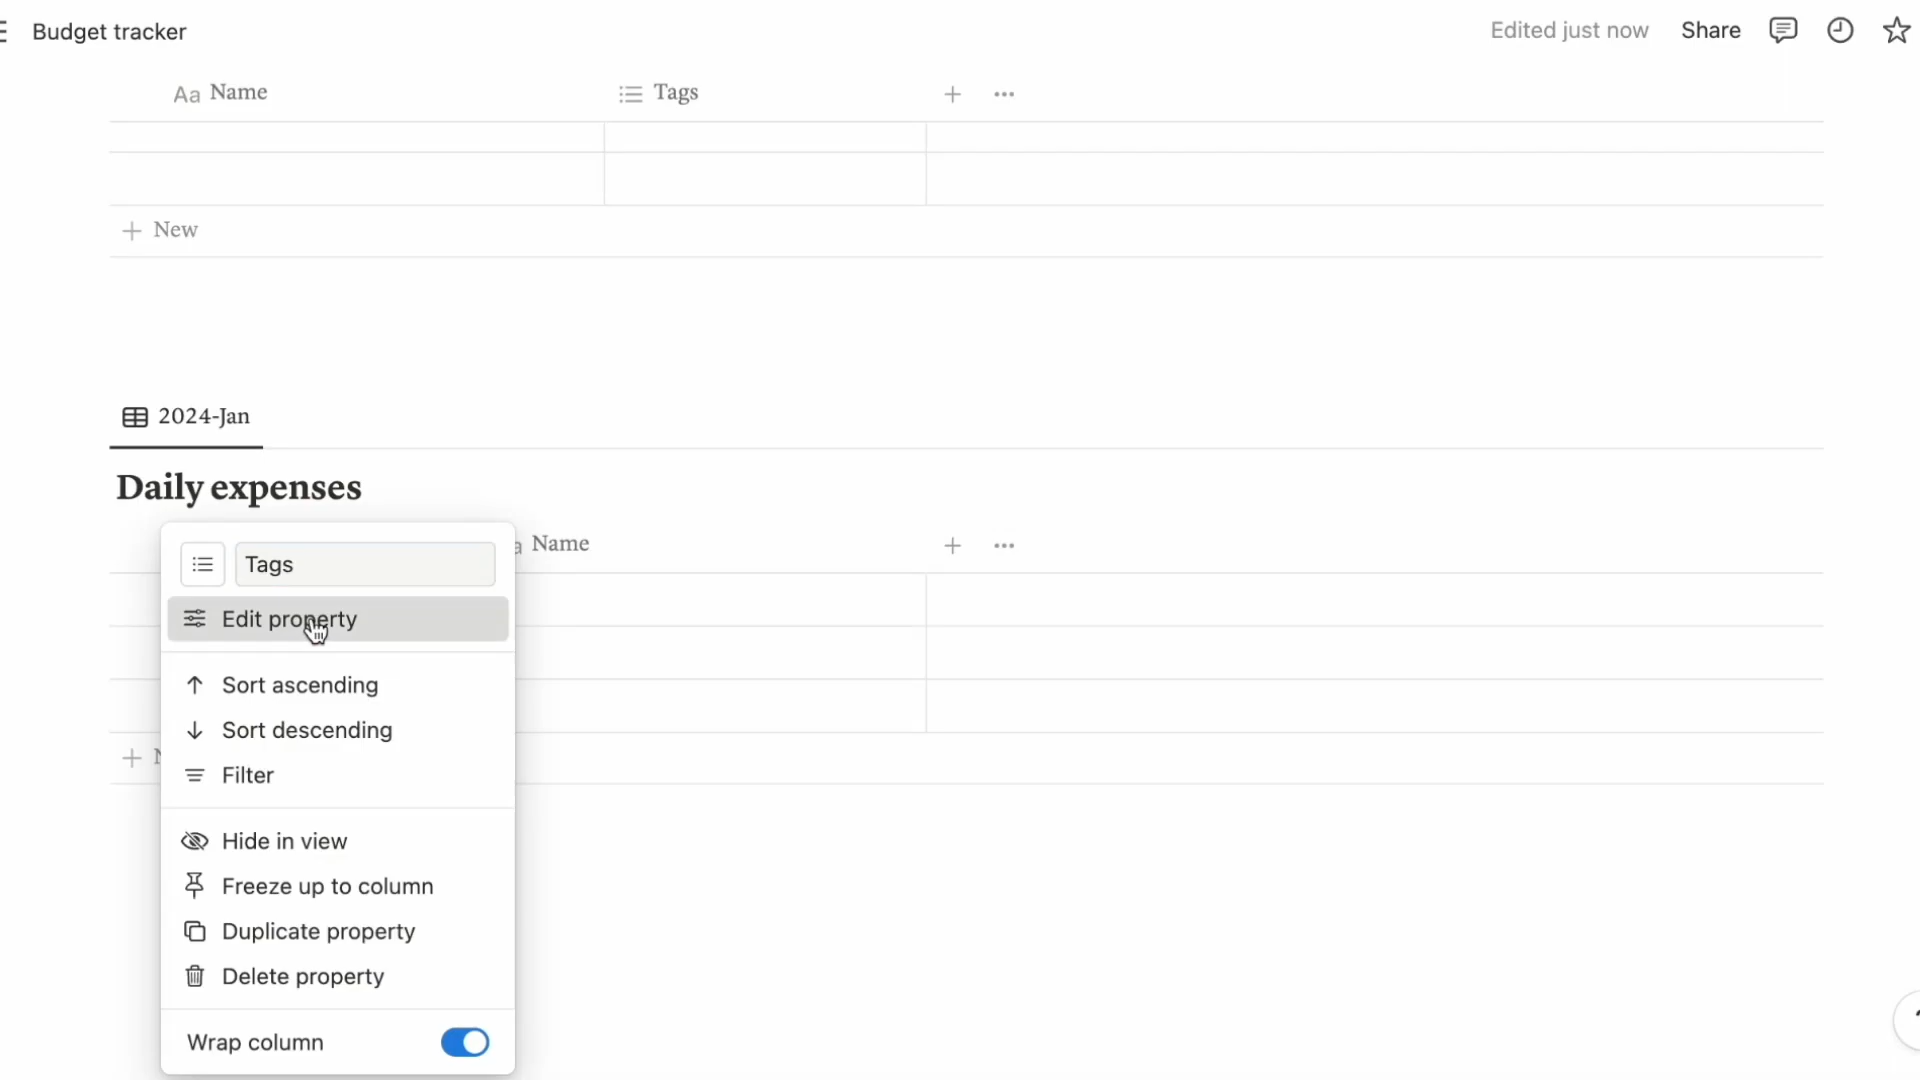 Budget tracker
Edited just now
Share
Aa Name
Tags
New
2024-Jan
Daily expenses
Tags
Name
Edit property
Sort ascending
Sort descending
Filter
Hide in view
Freeze up to column
Duplicate property
Delete property
Wrap column